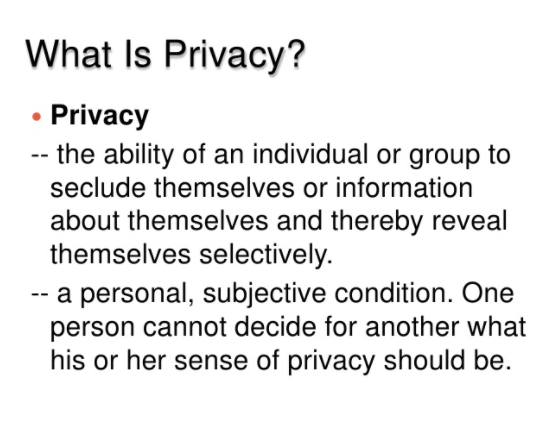 What Is Privacy?
• Privacy
-- the ability of an individual or group to
seclude themselves or information
about themselves and thereby reveal
themselves selectively.
-- a personal, subjective condition. One
person cannot decide for another what
his or her sense of privacy should be.